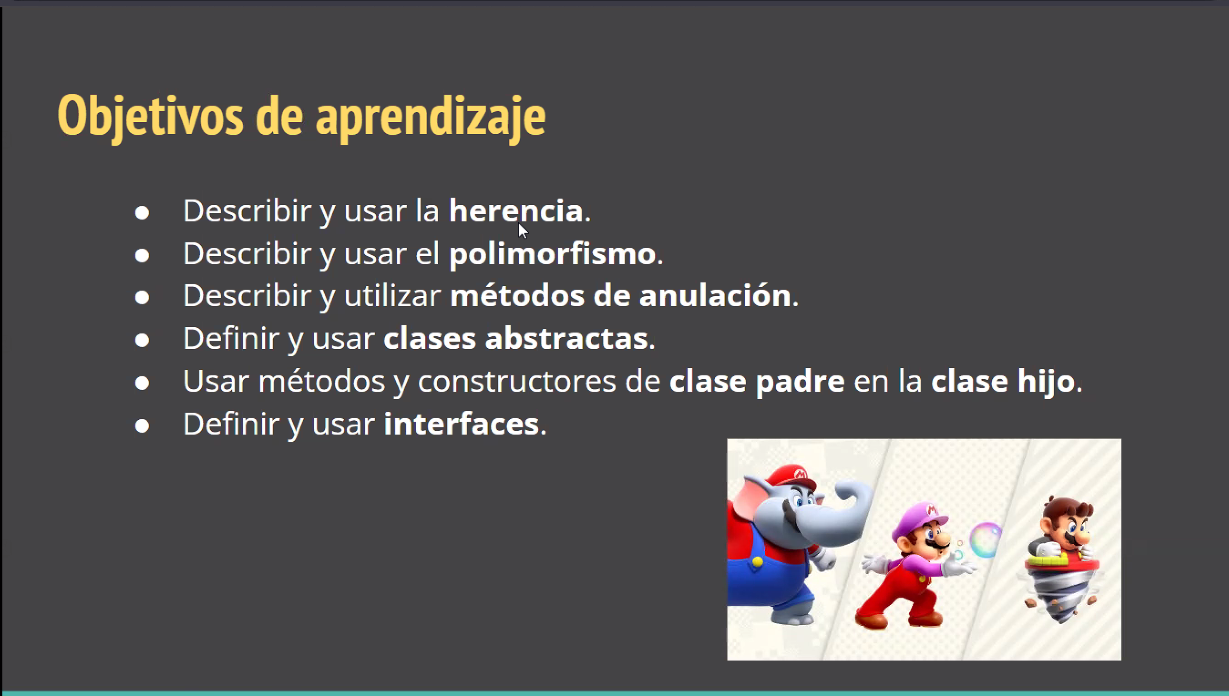 Objetivos de aprendizaje
● Describir y usar la herencia.
● Describir y usar el polimorfismo.
● Describir y utilizar métodos de anulación.
● Definir y usar clases abstractas.
● Usar métodos y constructores de clase padre en la clase hijo.
● Definir y usar interfaces.